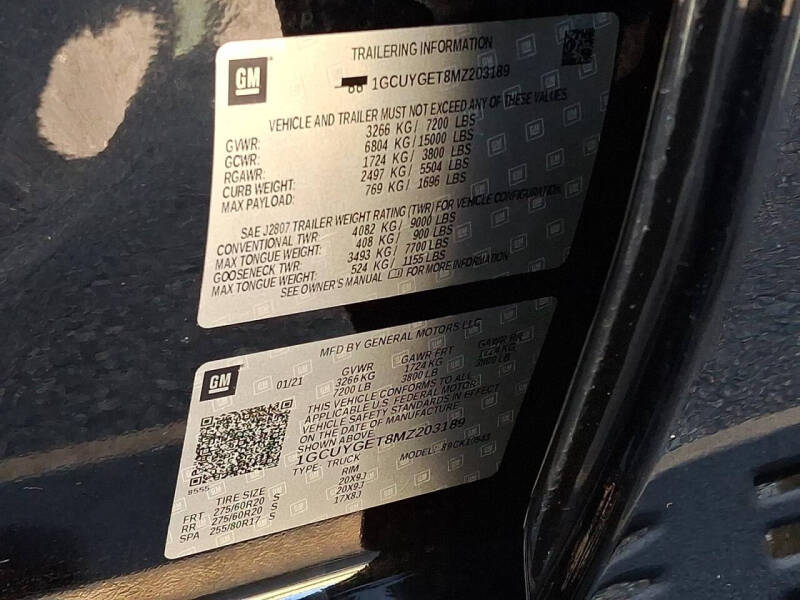 GM
TRAILERING INFORMATION
1GCUYGET8MZ203189
VEHICLE AND TRAILER MUST NOT EXCEED ANY OF THESE VALUES
GVWR: 3266 KG / 7200 LBS
GCWR: 6804 KG / 15000 LBS
RGAWR: 1724 KG / 3800 LBS
CURB WEIGHT: 2497 KG / 5504 LBS
MAX PAYLOAD: 769 KG / 1696 LBS
SAE J2807 TRAILER WEIGHT RATING (TWR) FOR VEHICLE CONFIGURATION
CONVENTIONAL TWR: 4082 KG / 9000 LBS
MAX TONGUE WEIGHT: 408 KG / 900 LBS
GOOSENECK TWR: 3493 KG / 7700 LBS
MAX TONGUE WEIGHT: 524 KG / 1155 LBS
SEE OWNER'S MANUAL FOR MORE INFORMATION
GM
01/21
MFD BY GENERAL MOTORS LLC
GVWR GAWR FRT GAWR RR
3266 KG 1724 KG 1724 KG
7200 LB 3800 LB 3800 LB
THIS VEHICLE CONFORMS TO ALL
APPLICABLE U.S. FEDERAL MOTOR
VEHICLE SAFETY STANDARDS IN EFFECT
ON THE DATE OF MANUFACTURE
SHOWN ABOVE.
1GCUYGET8MZ203189
TYPE: TRUCK MODEL:
TIRE SIZE RIM
FRT 275/60R20 S 20X9J
RR 275/60R20 S 20X9J
SPA 255/80R17 S 17X8J